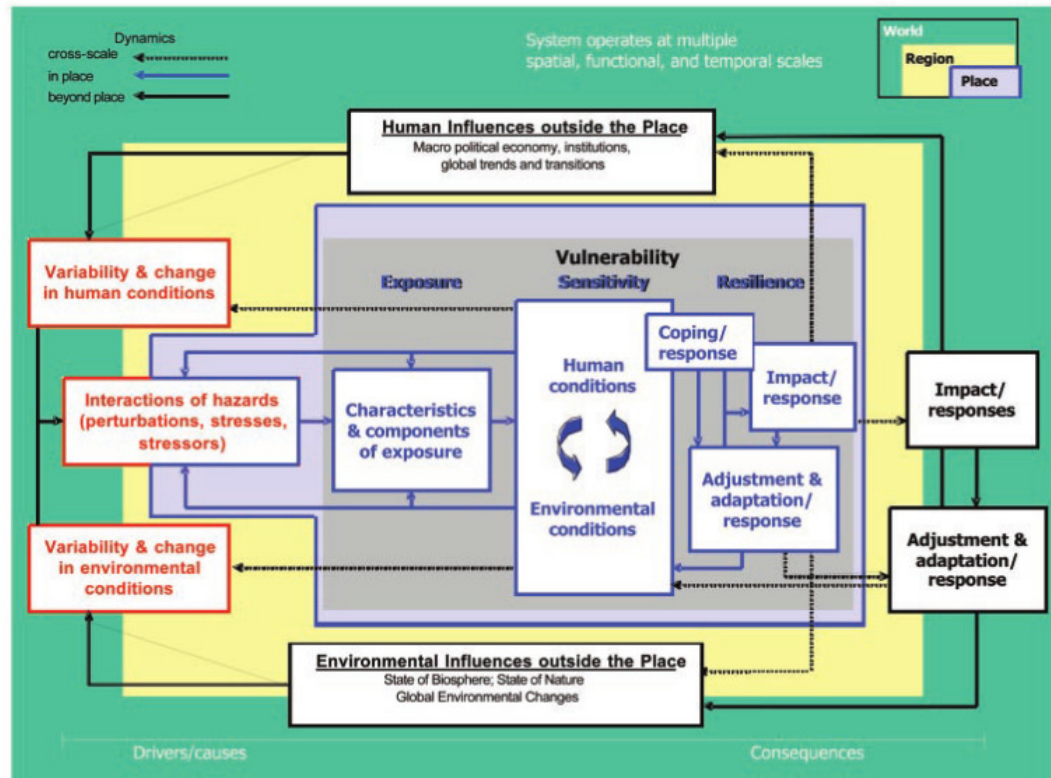 Dynamics
cross-scale
in place
beyond place
System operates at multiple
spatial, functional, and temporal scales
World
Region
Place
Human Influences outside the Place
Macro political economy, institutions,
global trends and transitions
Vulnerability
Exposure
Sensitivity
Resilience
Variability & change
in human conditions
Interactions of hazards
(perturbations, stresses,
stressors)
Variability & change
in environmental
conditions
Characteristics
& components
of exposure
Human
conditions
Environmental
conditions
Coping/
response
Impact/
response
Adjustment &
adaptation/
response
Impact/
responses
Adjustment &
adaptation/
response
Environmental Influences outside the Place
State of Biosphere; State of Nature
Global Environmental Changes
Drivers/causes
Consequences